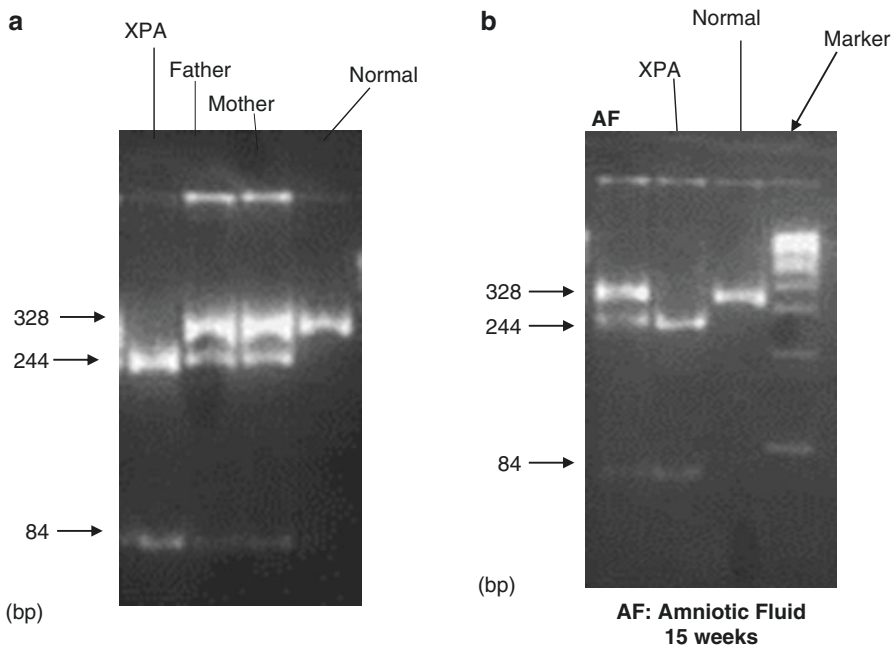 a
XPA
Father
Mother
Normal
328
244
84
(bp)
b
Normal
Marker
XPA
AF
328
244
84
(bp)
AF: Amniotic Fluid
15 weeks